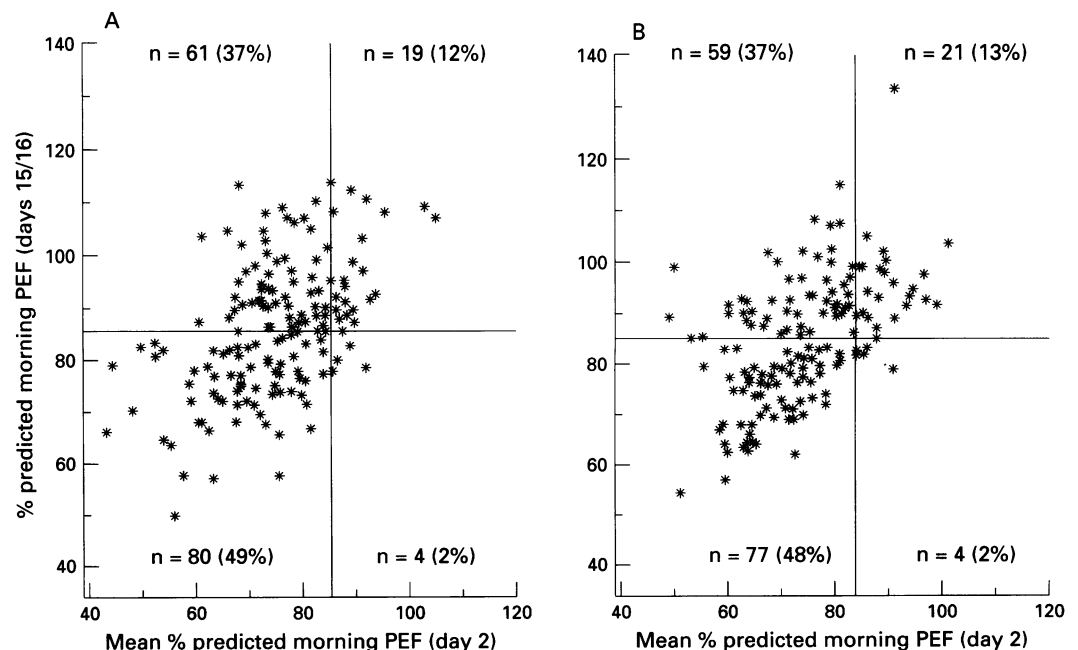 A
n = 61 (37%)
n = 19 (12%)
140
120
100
80
60
40
% predicted morning PEF (days 15/16)
n = 80 (49%)
n = 4 (2%)
40
60
80
100
120
Mean % predicted morning PEF (day 2)
B
n = 59 (37%)
n = 21 (13%)
140
120
100
80
60
40
n = 77 (48%)
n = 4 (2%)
40
60
80
100
120
Mean % predicted morning PEF (day 2)